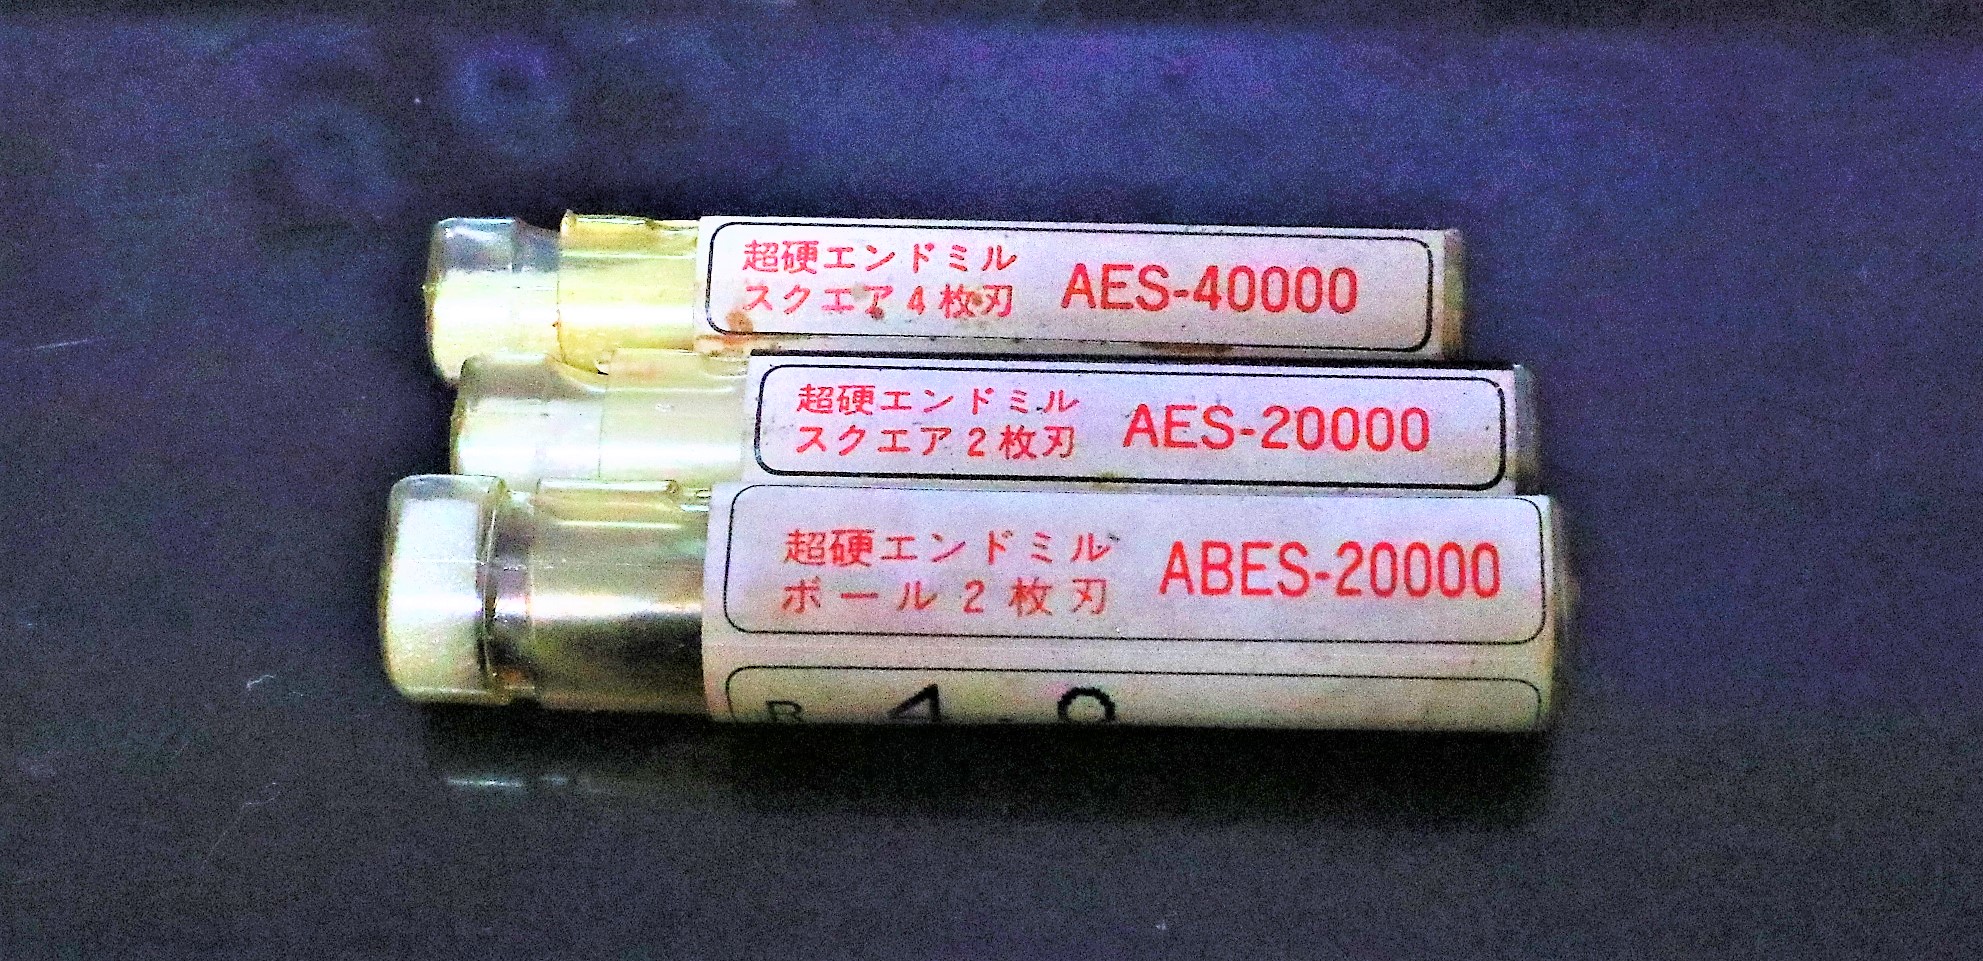 超硬エンドミル
スクエア4枚刃
AES-40000
超硬エンドミル
スクエア2枚刃
AES-20000
超硬エンドミル
ボール2枚刃
ABES-20000
R